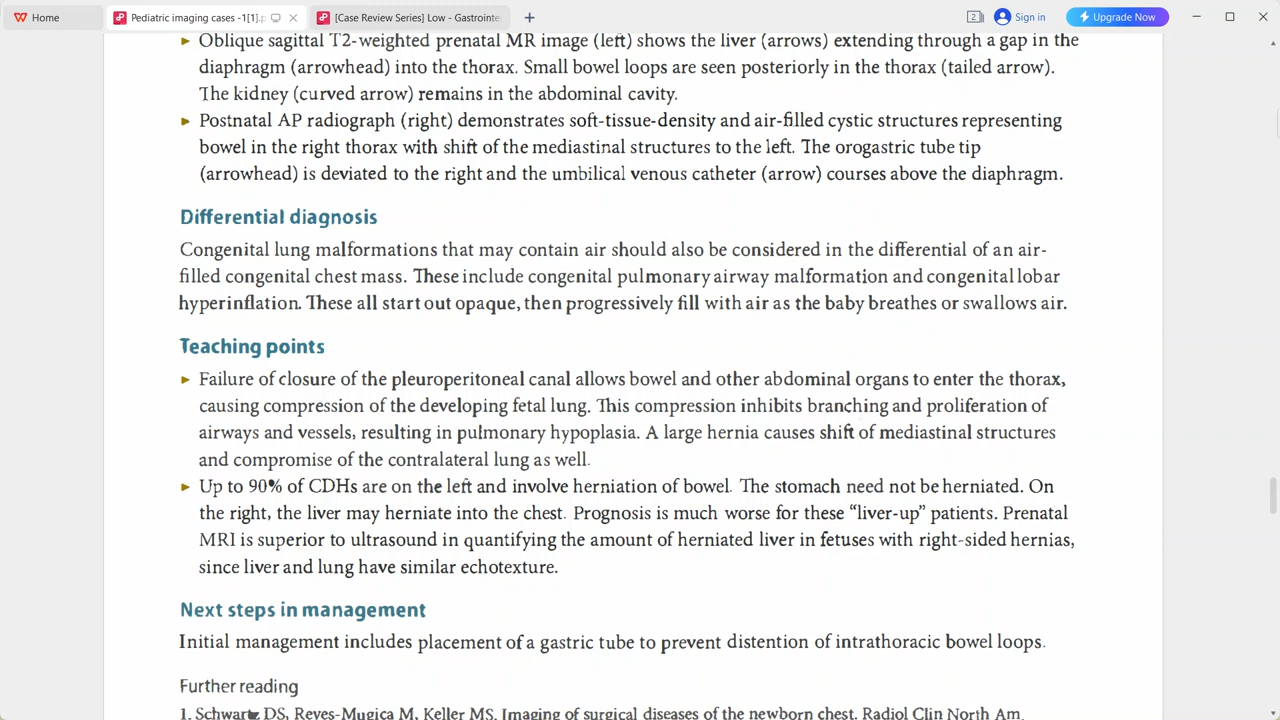 Home
Pediatric imaging cases -1[1].p
[Case Review Series] Low - Gastrointe
2
Sign in
Upgrade Now
Oblique sagittal T2-weighted prenatal MR image (left) shows the liver (arrows) extending through a gap in the
diaphragm (arrowhead) into the thorax. Small bowel loops are seen posteriorly in the thorax (tailed arrow).
The kidney (curved arrow) remains in the abdominal cavity.
Postnatal AP radiograph (right) demonstrates soft-tissue-density and air-filled cystic structures representing
bowel in the right thorax with shift of the mediastinal structures to the left. The orogastric tube tip
(arrowhead) is deviated to the right and the umbilical venous catheter (arrow) courses above the diaphragm.
Differential diagnosis
Congenital lung malformations that may contain air should also be considered in the differential of an air-
filled congenital chest mass. These include congenital pulmonary airway malformation and congenital lobar
hyperinflation. These all start out opaque, then progressively fill with air as the baby breathes or swallows air.
Teaching points
Failure of closure of the pleuroperitoneal canal allows bowel and other abdominal organs to enter the thorax,
causing compression of the developing fetal lung. This compression inhibits branching and proliferation of
airways and vessels, resulting in pulmonary hypoplasia. A large hernia causes shift of mediastinal structures
and compromise of the contralateral lung as well.
Up to 90% of CDHs are on the left and involve herniation of bowel. The stomach need not be herniated. On
the right, the liver may herniate into the chest. Prognosis is much worse for these “liver-up” patients. Prenatal
MRI is superior to ultrasound in quantifying the amount of herniated liver in fetuses with right-sided hernias,
since liver and lung have similar echotexture.
Next steps in management
Initial management includes placement of a gastric tube to prevent distention of intrathoracic bowel loops.
Further reading
1. Schwartz DS, Reyes-Mugica M, Keller MS. Imaging of surgical diseases of the newborn chest. Radiol Clin North Am.